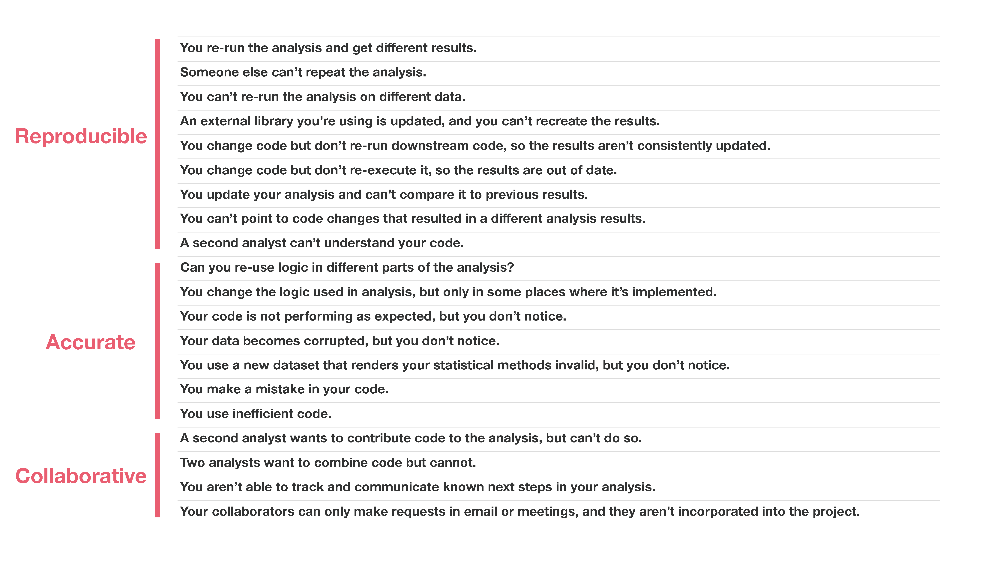 Reproducible
You re-run the analysis and get different results.
Someone else can’t repeat the analysis.
You can’t re-run the analysis on different data.
An external library you’re using is updated, and you can’t recreate the results.
You change code but don’t re-run downstream code, so the results aren’t consistently updated.
You change code but don’t re-execute it, so the results are out of date.
You update your analysis and can’t compare it to previous results.
You can’t point to code changes that resulted in a different analysis results.
A second analyst can’t understand your code.
Accurate
Can you re-use logic in different parts of the analysis?
You change the logic used in analysis, but only in some places where it’s implemented.
Your code is not performing as expected, but you don’t notice.
Your data becomes corrupted, but you don’t notice.
You use a new dataset that renders your statistical methods invalid, but you don’t notice.
You make a mistake in your code.
You use inefficient code.
Collaborative
A second analyst wants to contribute code to the analysis, but can’t do so.
Two analysts want to combine code but cannot.
You aren’t able to track and communicate known next steps in your analysis.
Your collaborators can only make requests in email or meetings, and they aren’t incorporated into the project.